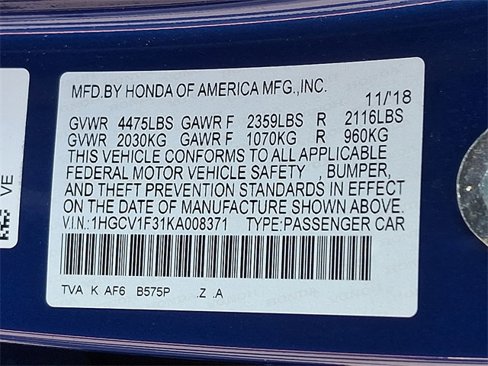 MFD.BY HONDA OF AMERICA MFG.,INC.
11/'18
GVWR 4475LBS GAWR F 2359LBS R 2116LBS
GVWR 2030KG GAWR F 1070KG R 960KG
THIS VEHICLE CONFORMS TO ALL APPLICABLE
FEDERAL MOTOR VEHICLE SAFETY , BUMPER,
AND THEFT PREVENTION STANDARDS IN EFFECT
ON THE DATE OF MANUFACTURE SHOWN ABOVE.
V.I.N.:1HGCV1F31KA008371 TYPE:PASSENGER CAR
TVA K AF6 B575P .Z .A
VE